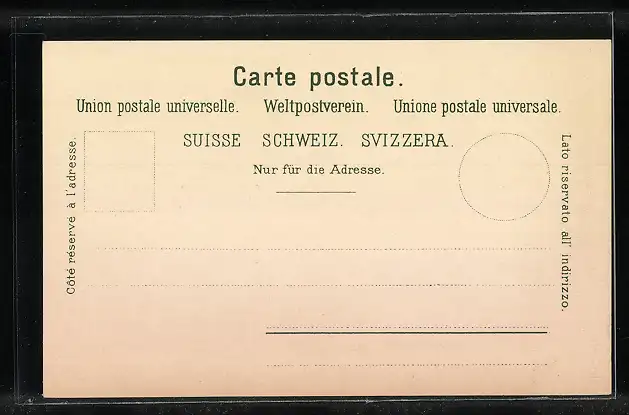 Carte postale.
Union postale universelle. Weltpostverein. Unione postale universale.
SUISSE SCHWEIZ. SVIZZERA.
Nur für die Adresse.
Côté réservé à l'adresse.
Lato riservato all' indirizzo.